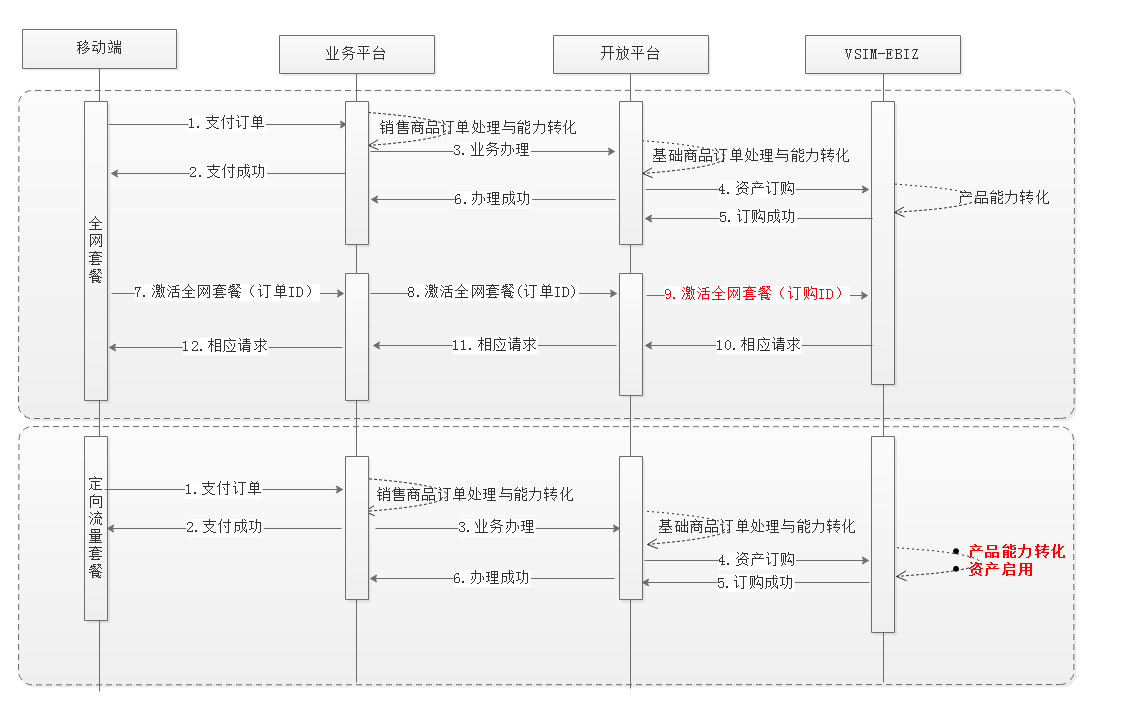 移动端
业务平台
开放平台
VSIM-EBIZ
全网套餐
1.支付订单
销售商品订单处理与能力转化
3.业务办理
基础商品订单处理与能力转化
2.支付成功
4.资产订购
6.办理成功
产品能力转化
5.订购成功
7.激活全网套餐（订单ID）
8.激活全网套餐(订单ID)
9.激活全网套餐（订购ID）
12.相应请求
11.相应请求
10.相应请求
定向流量套餐
1.支付订单
销售商品订单处理与能力转化
2.支付成功
3.业务办理
基础商品订单处理与能力转化
4.资产订购
产品能力转化
资产启用
6.办理成功
5.订购成功